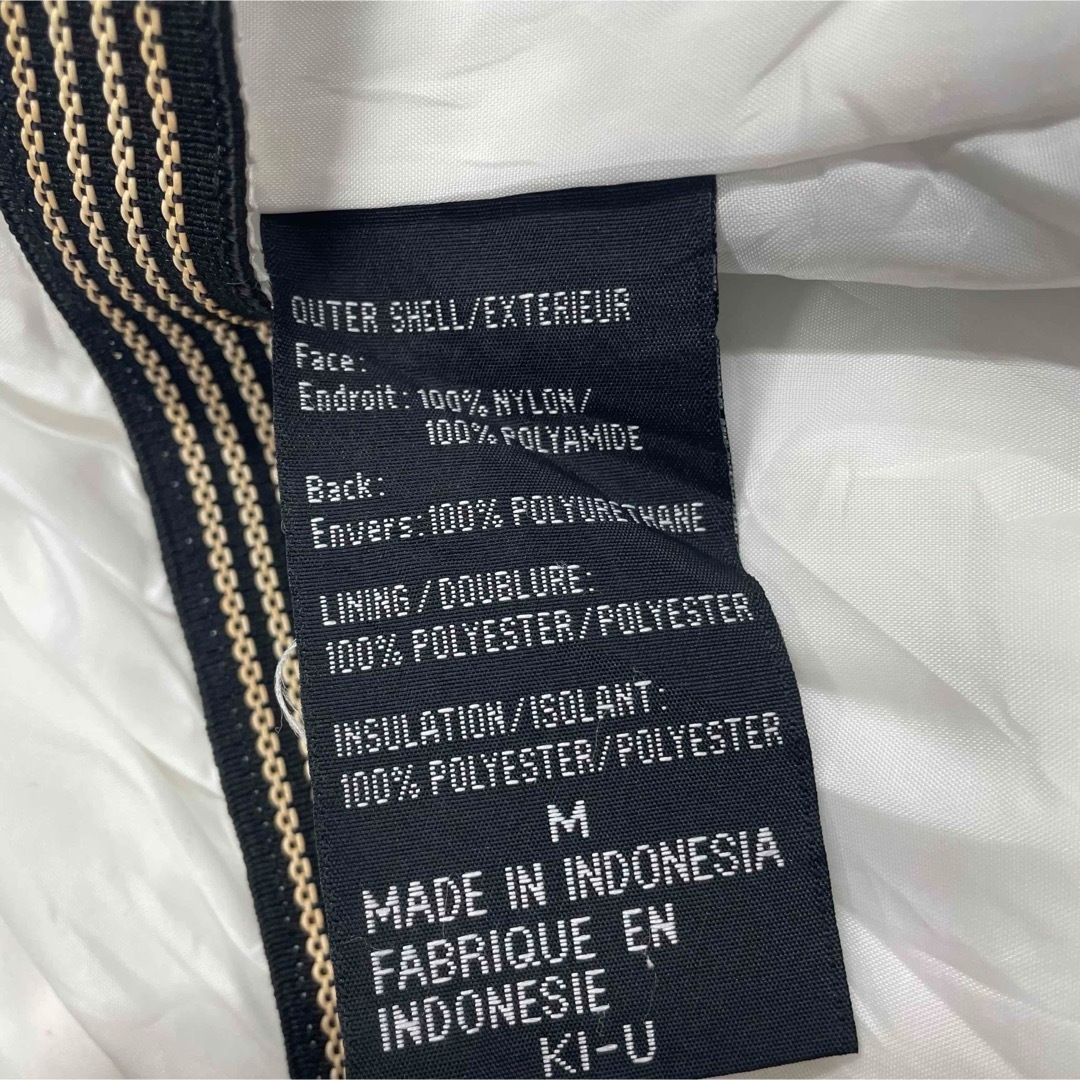 OUTER SHELL/EXTERIEUR
Face:
Endroit: 100% NYLON/
100% POLYAMIDE
Back:
Envers: 100% POLYURETHANE
LINING/DOUBLURE:
100% POLYESTER/POLYESTER
INSULATION/ISOLANT:
100% POLYESTER/POLYESTER
M
MADE IN INDONESIA
FABRIQUE EN
INDONESIE
KI-U